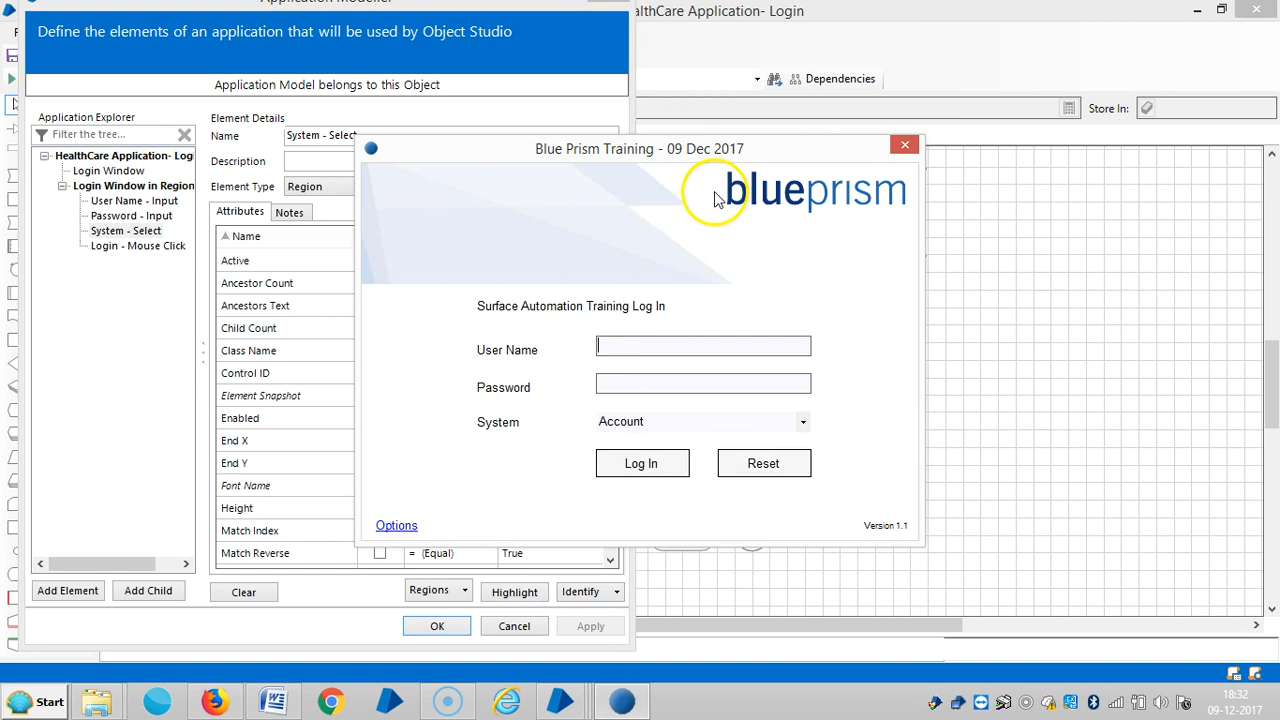 Application Modeller
althCare Application- Login
Define the elements of an application that will be used by Object Studio
Application Model belongs to this Object
Dependencies
Store In:
Application Explorer
Filter the tree...
HealthCare Application- Logi
Login Window
Login Window in Region
User Name - Input
Password - Input
System - Select
Login - Mouse Click
Element Details
Name
System - Select
Description
Element Type
Region
Attributes
Notes
Name
Active
Ancestor Count
Ancestors Text
Child Count
Class Name
Control ID
Element Snapshot
Enabled
End X
End Y
Font Name
Height
Match Index
Match Reverse
= (Equal)
True
Blue Prism Training - 09 Dec 2017
blueprism
Surface Automation Training Log In
User Name
Password
System
Account
Log In
Reset
Options
Version 1.1
Add Element
Add Child
Clear
Regions
Highlight
Identify
OK
Cancel
Apply
Start
18:32
09-12-2017